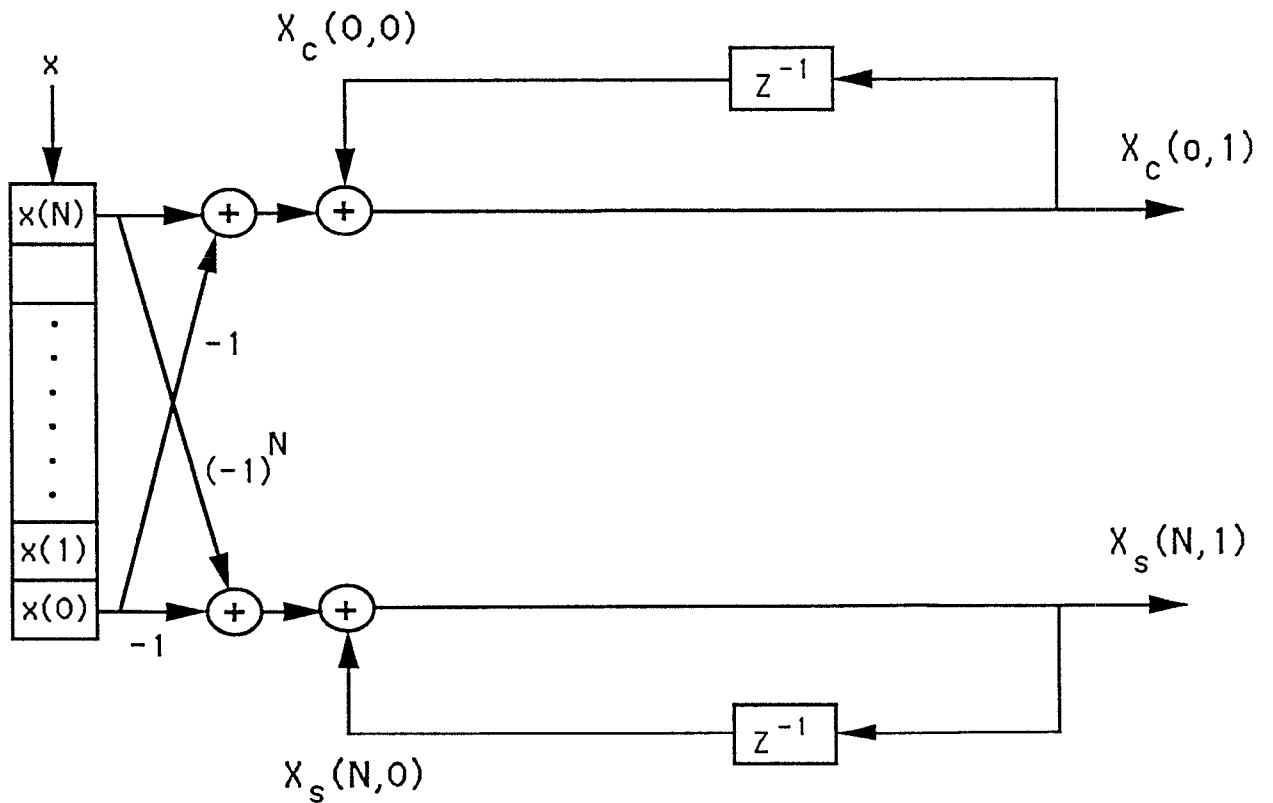 X_c(0,0)
x
Z^-1
X_c(o,1)
x(N)
+
+
-1
(-1)^N
x(1)
x(0)
-1
+
+
X_s(N,1)
Z^-1
X_s(N,0)